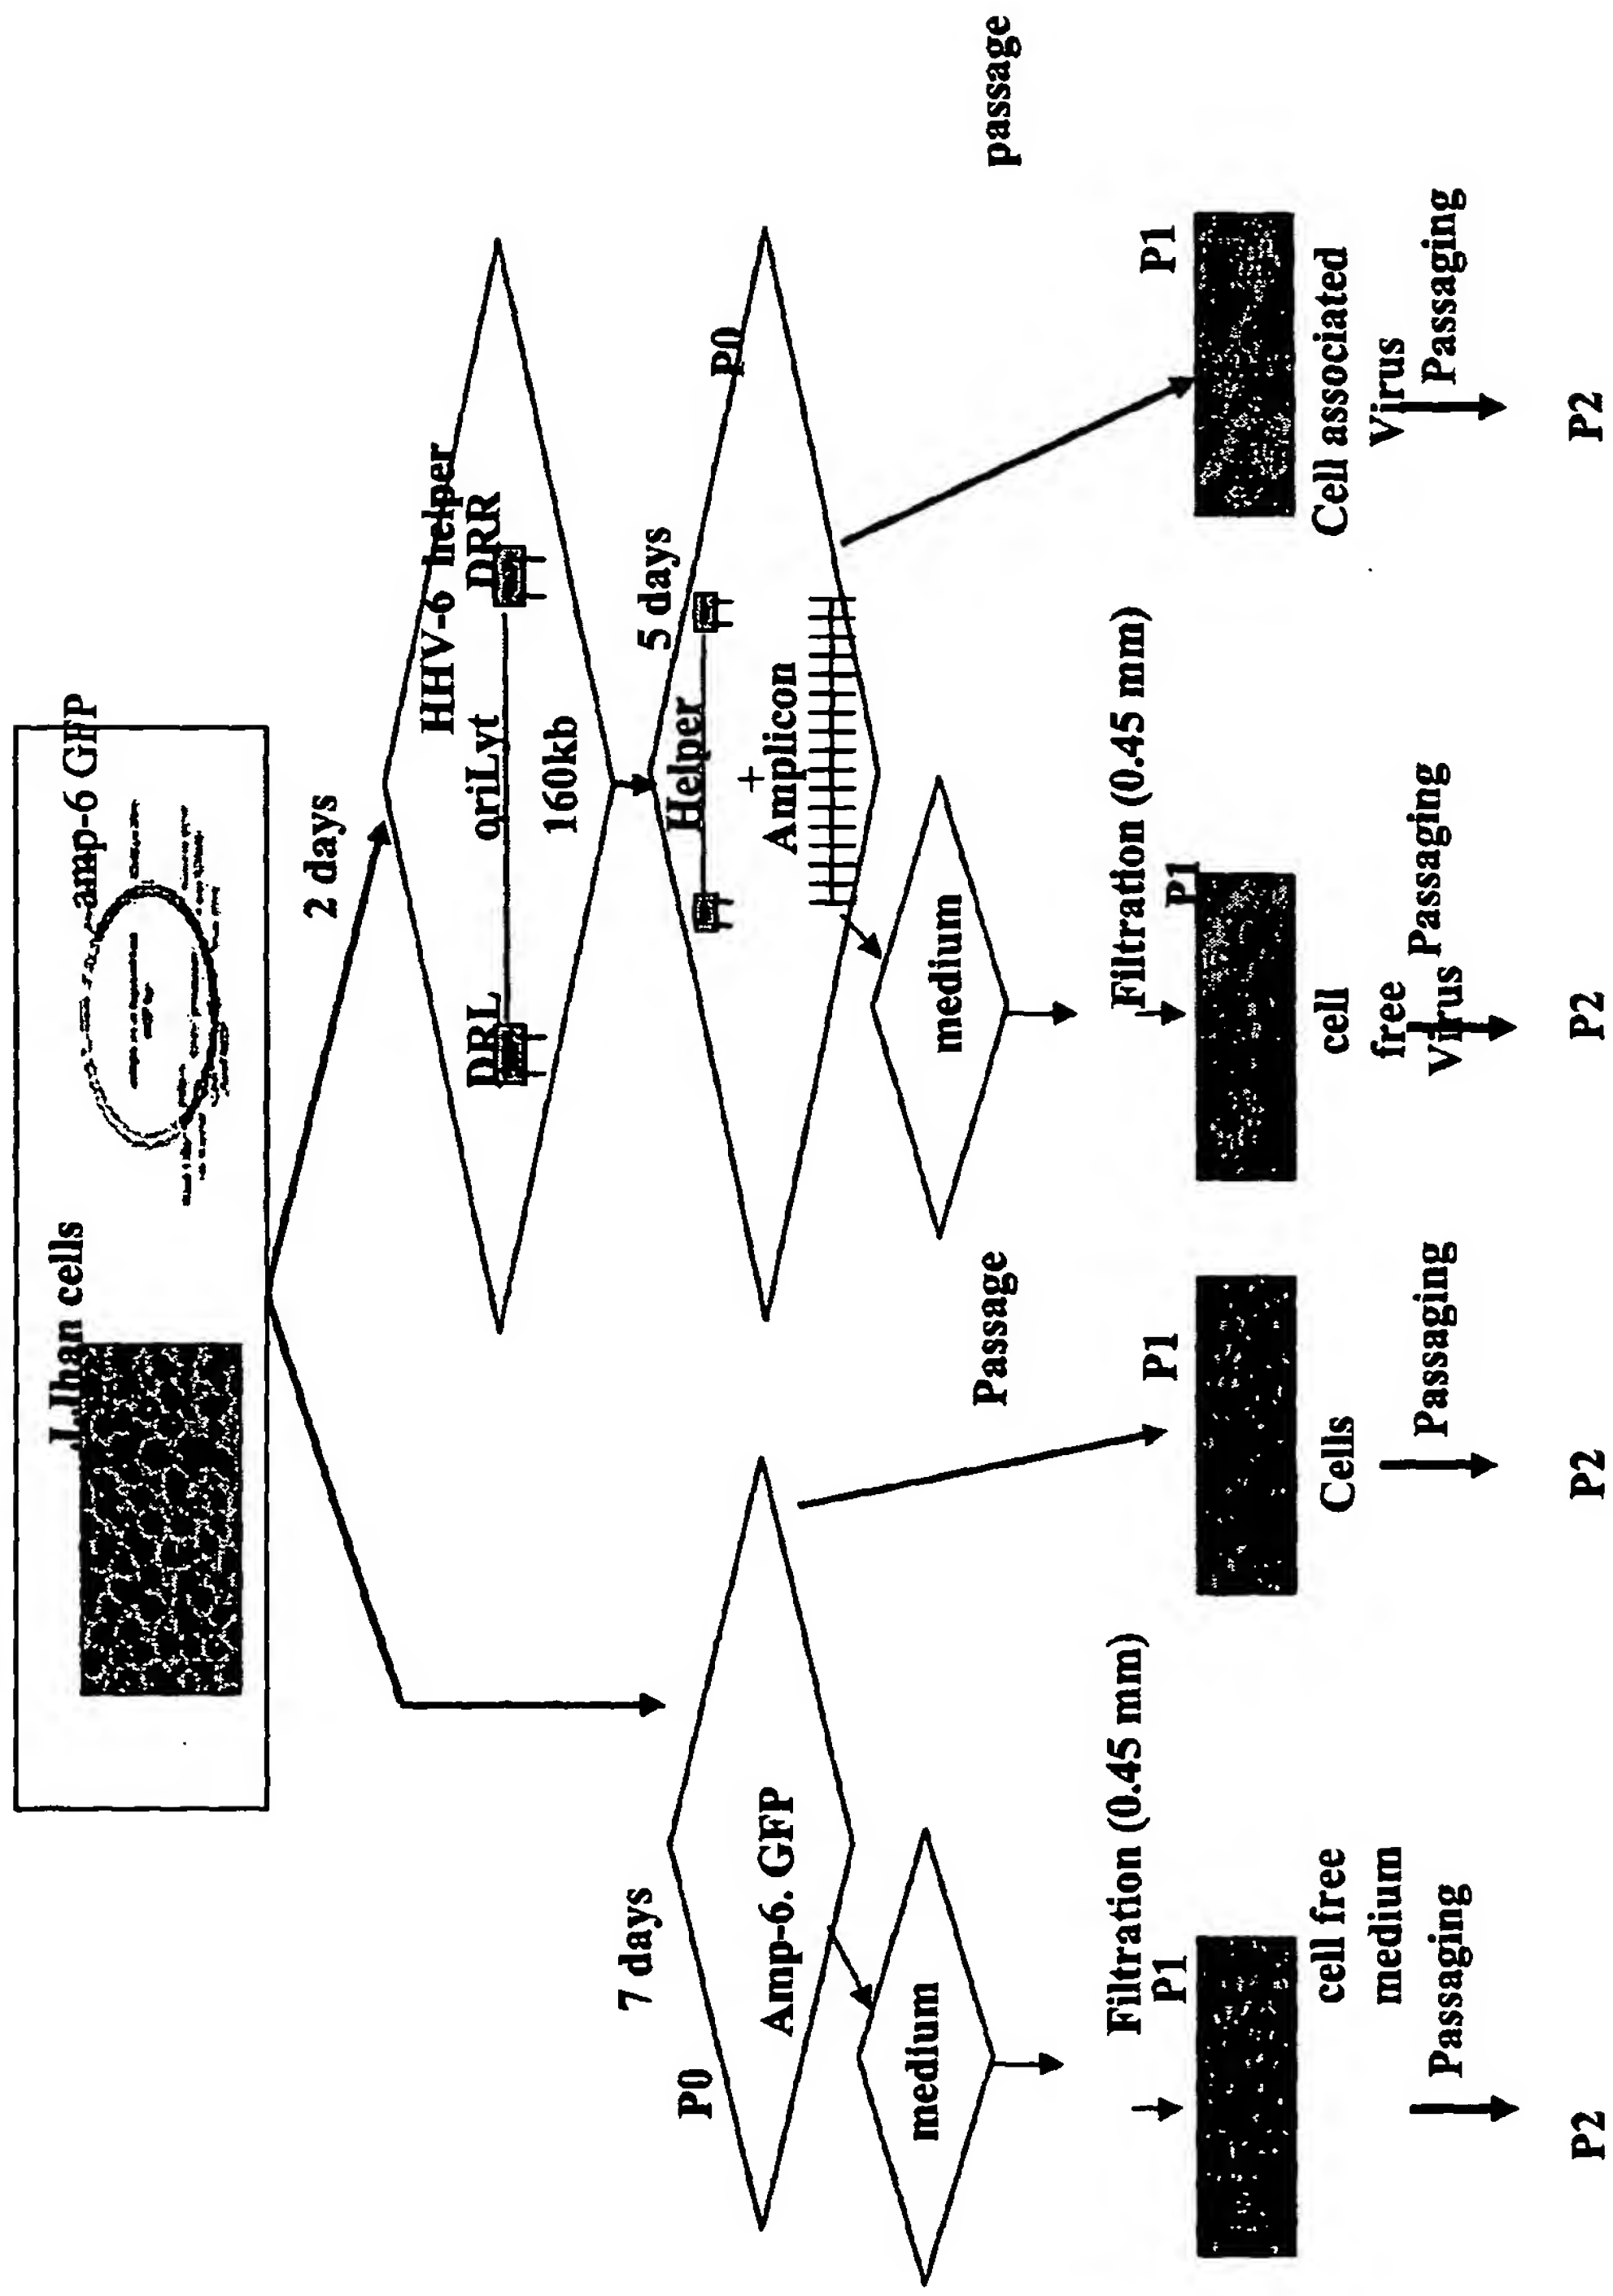 J.Jhan cells
amp-6 GFP
2 days
HHV-6 helper
DRL
oriLyt
DRR
160kb
7 days
P0
Amp-6. GFP
5 days
P0
Helper
+
Amplicon
medium
medium
Passage
passage
Filtration (0.45 mm)
P1
cell free
medium
Passaging
P2
P1
Cells
Passaging
P2
Filtration (0.45 mm)
P1
cell
free
Virus
Passaging
P2
P1
Cell associated
Virus
Passaging
P2